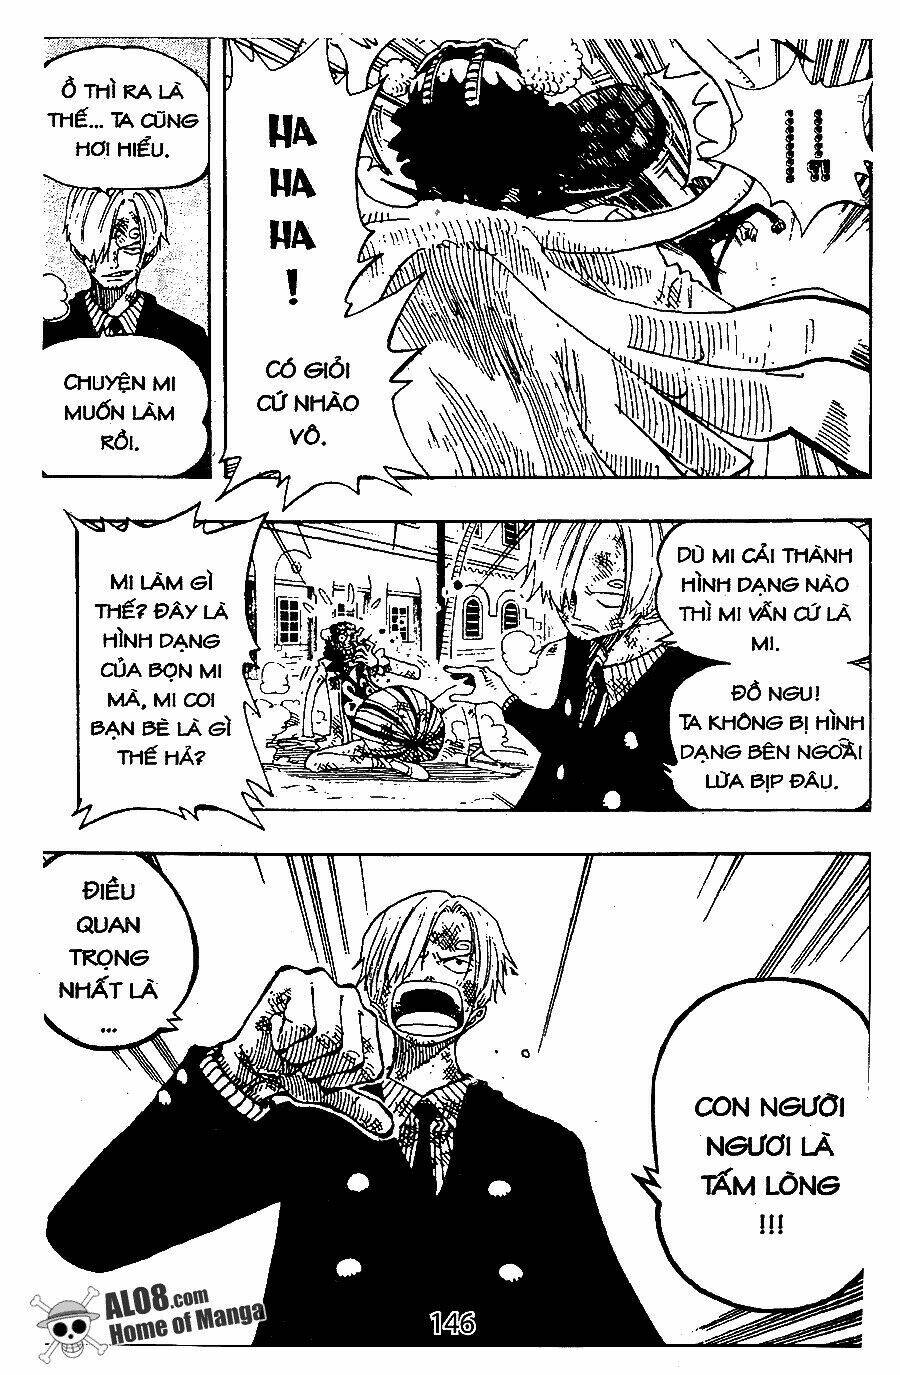 Ồ THÌ RA LÀ
THẾ... TA CŨNG
HƠI HIỂU.
CHUYỆN MI
MUỐN LÀM
RỒI.
HA
HA
HA
!
CÓ GIỎI
CỨ NHÀO
VÔ.
MI LÀM GÌ
THẾ? ĐÂY LÀ
HÌNH DẠNG
CỦA BỌN MI
MÀ, MI COI
BẠN BÈ LÀ GÌ
THẾ HẢ?
DÙ MI CẢI THÀNH
HÌNH DẠNG NÀO
THÌ MI VẪN CỨ LÀ
MI.
ĐỒ NGU!
TA KHÔNG BỊ HÌNH
DẠNG BÊN NGOÀI
LỪA BỊP ĐÂU.
ĐIỀU
QUAN
TRỌNG
NHẤT LÀ
...
CON NGƯỜI
NGƯƠI LÀ
TẤM LÒNG
!!!
AL08.com
Home of Manga
146